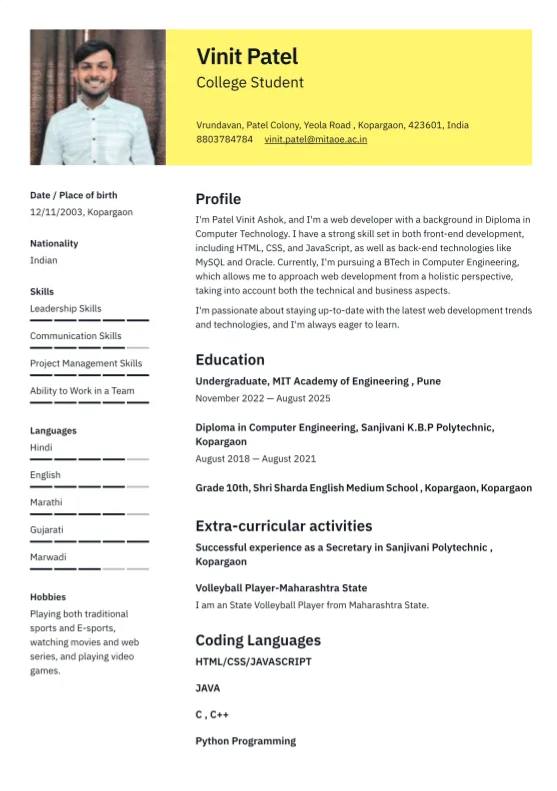 Vinit Patel
College Student
Vrundavan, Patel Colony, Yeola Road , Kopargaon, 423601, India
8803784784 vinit.patel@mitaoe.ac.in
Date / Place of birth
12/11/2003, Kopargaon
Nationality
Indian
Skills
Leadership Skills
Communication Skills
Project Management Skills
Ability to Work in a Team
Languages
Hindi
English
Marathi
Gujarati
Marwadi
Hobbies
Playing both traditional
sports and E-sports,
watching movies and web
series, and playing video
games.
Profile
I'm Patel Vinit Ashok, and I'm a web developer with a background in Diploma in
Computer Technology. I have a strong skill set in both front-end development,
including HTML, CSS, and JavaScript, as well as back-end technologies like
MySQL and Oracle. Currently, I'm pursuing a BTech in Computer Engineering,
which allows me to approach web development from a holistic perspective,
taking into account both the technical and business aspects.
I'm passionate about staying up-to-date with the latest web development trends
and technologies, and I'm always eager to learn.
Education
Undergraduate, MIT Academy of Engineering , Pune
November 2022 — August 2025
Diploma in Computer Engineering, Sanjivani K.B.P Polytechnic,
Kopargaon
August 2018 — August 2021
Grade 10th, Shri Sharda English Medium School , Kopargaon, Kopargaon
Extra-curricular activities
Successful experience as a Secretary in Sanjivani Polytechnic ,
Kopargaon
Volleyball Player-Maharashtra State
I am an State Volleyball Player from Maharashtra State.
Coding Languages
HTML/CSS/JAVASCRIPT
JAVA
C , C++
Python Programming